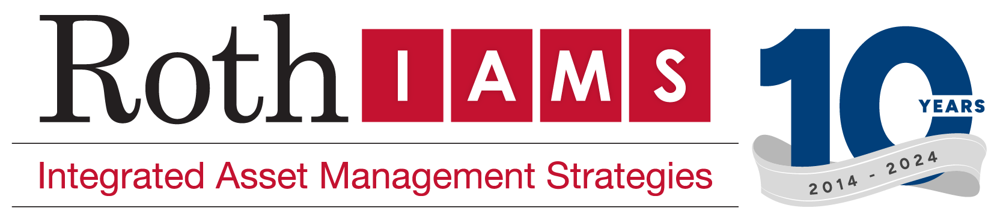 Roth IAMS
Integrated Asset Management Strategies
10
YEARS
2014 - 2024